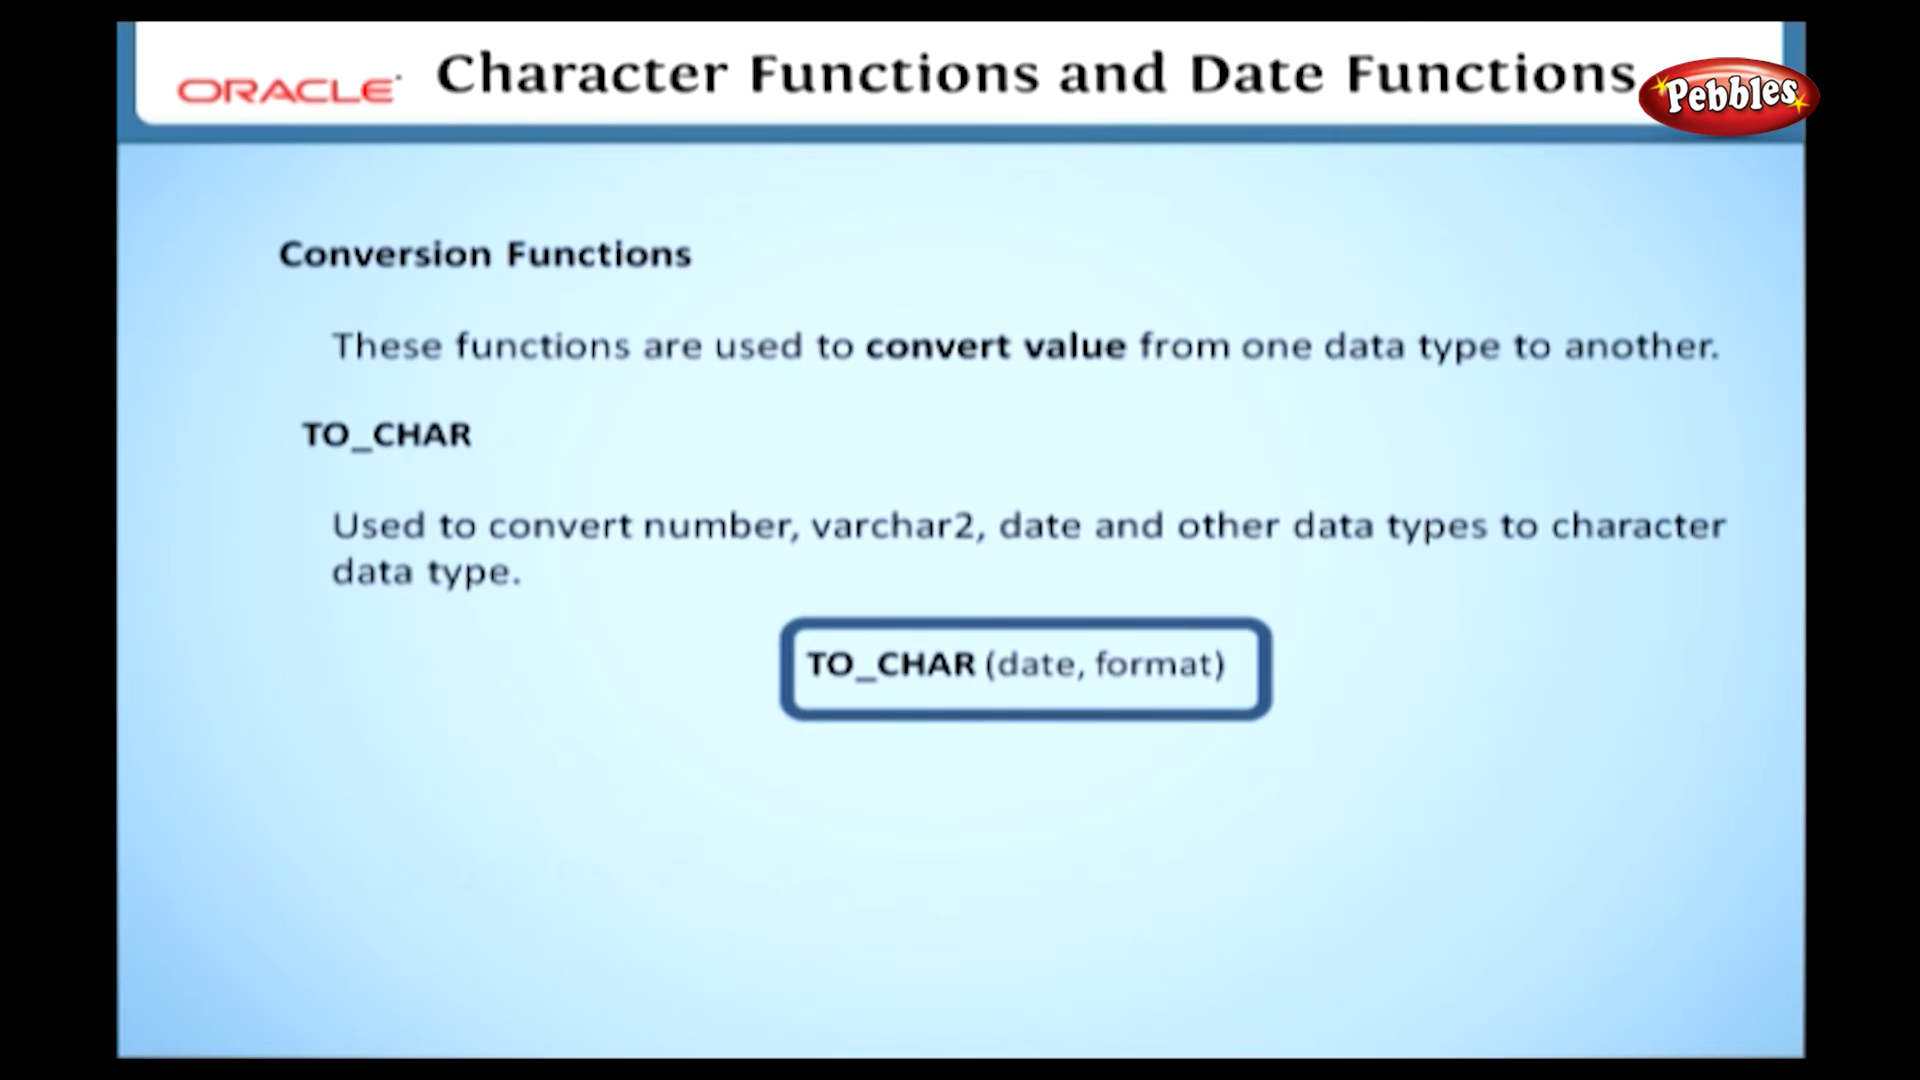 ORACLE
Character Functions and Date Functions
Pebbles
Conversion Functions
These functions are used to convert value from one data type to another.
TO_CHAR
Used to convert number, varchar2, date and other data types to character
data type.
TO_CHAR (date, format)